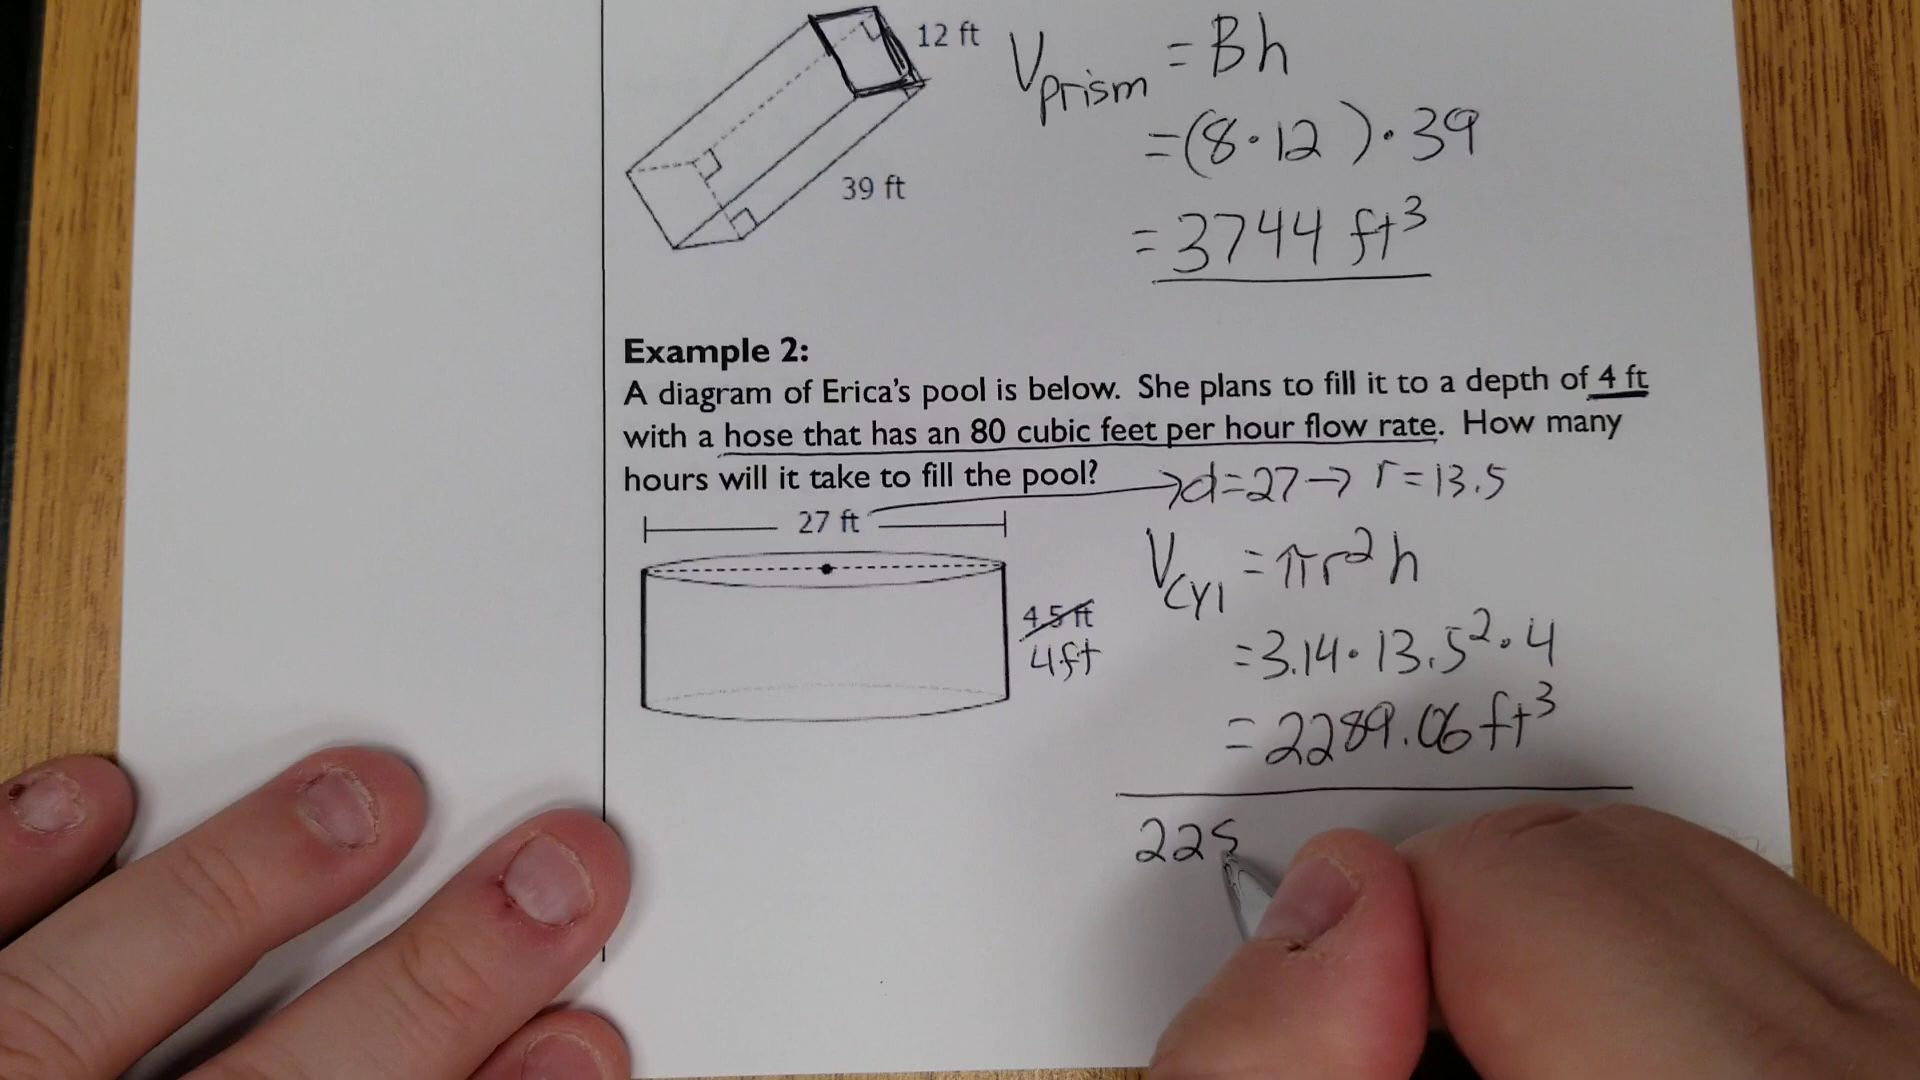 12 ft
V prism = Bh
= (8·12)·39
39 ft
= 3744 ft³
Example 2:
A diagram of Erica's pool is below. She plans to fill it to a depth of 4 ft
with a hose that has an 80 cubic feet per hour flow rate. How many
hours will it take to fill the pool?
→ d=27 → r=13.5
27 ft
V cyl = πr²h
4.5 ft
4ft
= 3.14·13.5²·4
= 2289.06 ft³
22